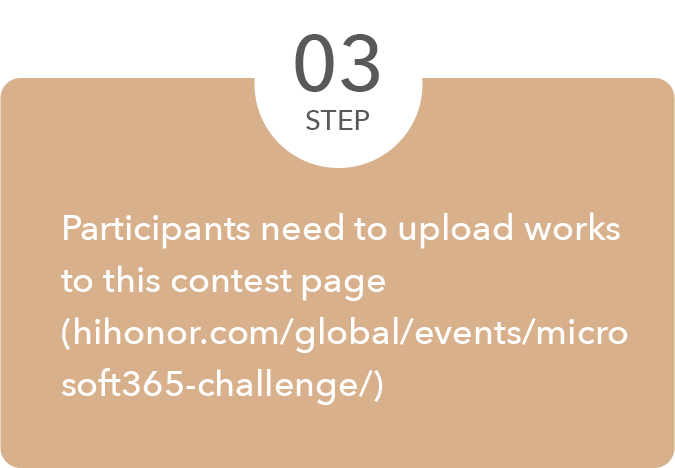 03
STEP
Participants need to upload works
to this contest page
(hihonor.com/global/events/micro
soft365-challenge/)